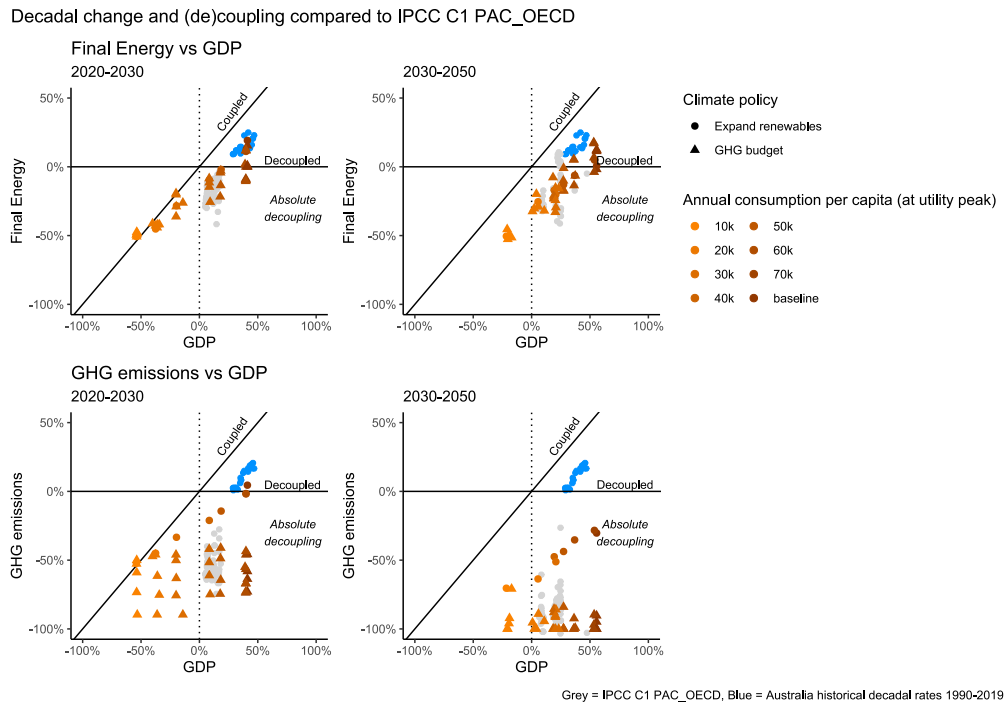 Decadal change and (de)coupling compared to IPCC C1 PAC_OECD
Final Energy vs GDP
2020-2030
2030-2050
Final Energy
50%
0%
-50%
-100%
Coupled
Decoupled
Absolute
decoupling
-100%
-50%
0%
50%
100%
GDP
Final Energy
50%
0%
-50%
-100%
Coupled
Decoupled
Absolute
decoupling
-100%
-50%
0%
50%
100%
GDP
Climate policy
Expand renewables
GHG budget
Annual consumption per capita (at utility peak)
10k
20k
30k
40k
50k
60k
70k
baseline
GHG emissions vs GDP
2020-2030
2030-2050
GHG emissions
50%
0%
-50%
-100%
Coupled
Decoupled
Absolute
decoupling
-100%
-50%
0%
50%
100%
GDP
GHG emissions
50%
0%
-50%
-100%
Coupled
Decoupled
Absolute
decoupling
-100%
-50%
0%
50%
100%
GDP
Grey = IPCC C1 PAC_OECD, Blue = Australia historical decadal rates 1990-2019